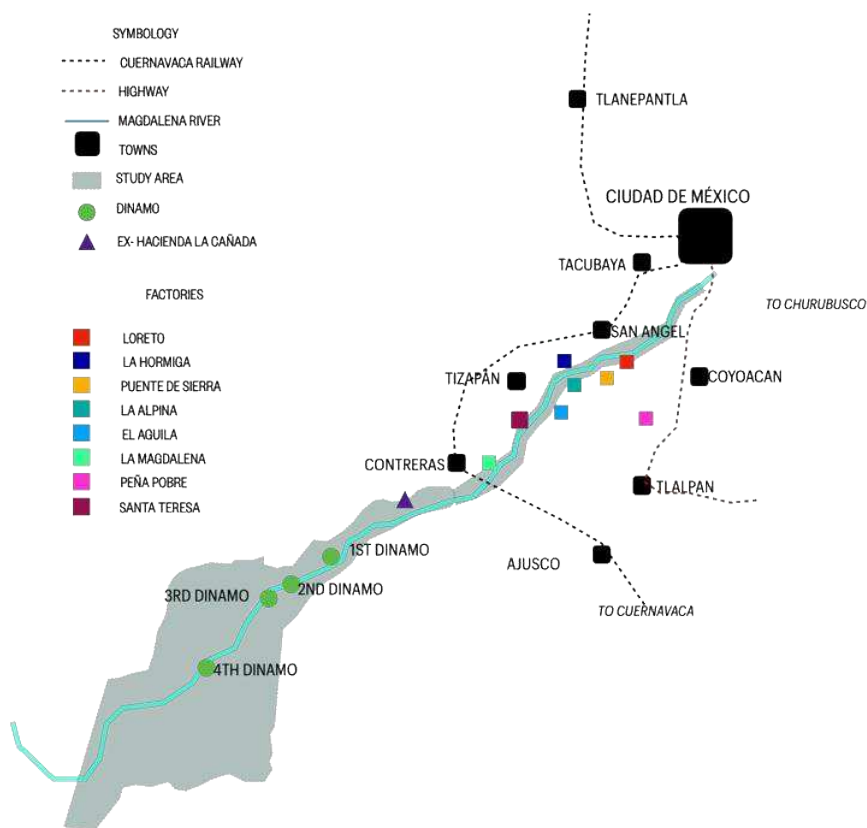 SYMBOLOGY
CUERNAVACA RAILWAY
HIGHWAY
MAGDALENA RIVER
TOWNS
STUDY AREA
DINAMO
EX- HACIENDA LA CAÑADA
FACTORIES
LORETO
LA HORMIGA
PUENTE DE SIERRA
LA ALPINA
EL AGUILA
LA MAGDALENA
PEÑA POBRE
SANTA TERESA
TLANEPANTLA
CIUDAD DE MÉXICO
TACUBAYA
TO CHURUBUSCO
SAN ANGEL
TIZAPÁN
COYOACAN
CONTRERAS
TLALPAN
1ST DINAMO
AJUSCO
2ND DINAMO
3RD DINAMO
TO CUERNAVACA
4TH DINAMO